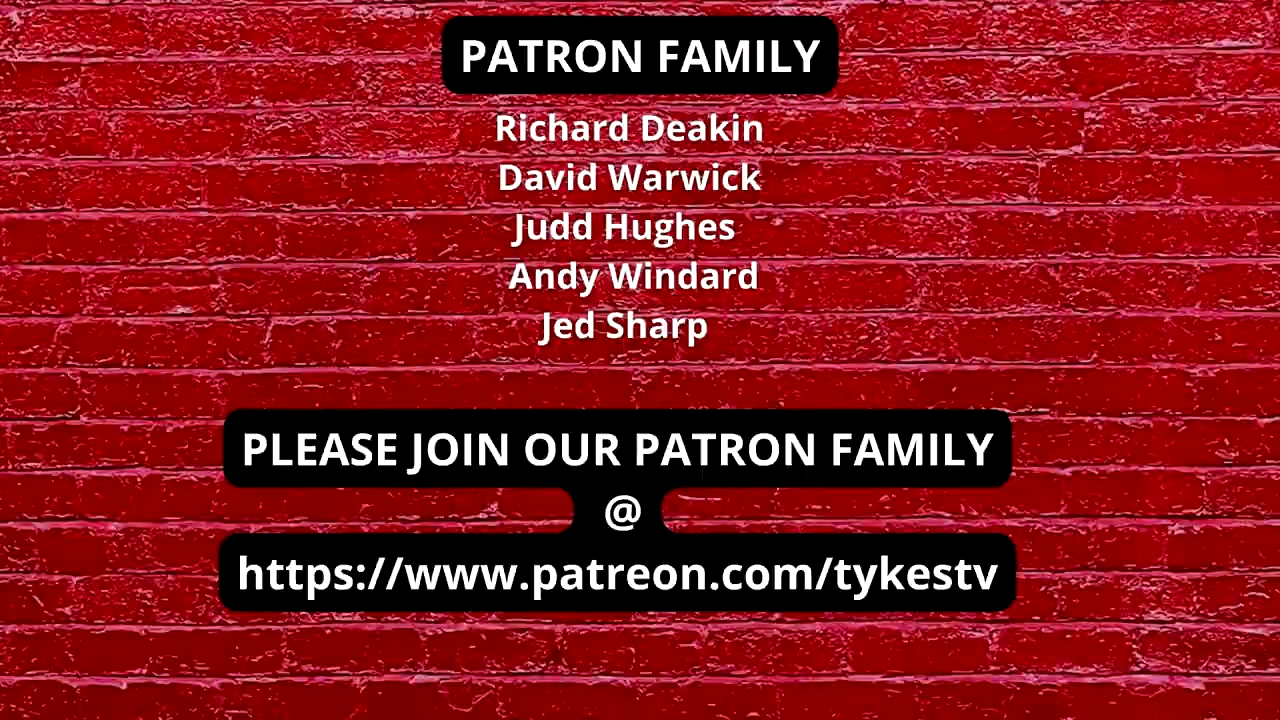 PATRON FAMILY
Richard Deakin
David Warwick
Judd Hughes
Andy Windard
Jed Sharp
PLEASE JOIN OUR PATRON FAMILY
@
https://www.patreon.com/tykestv